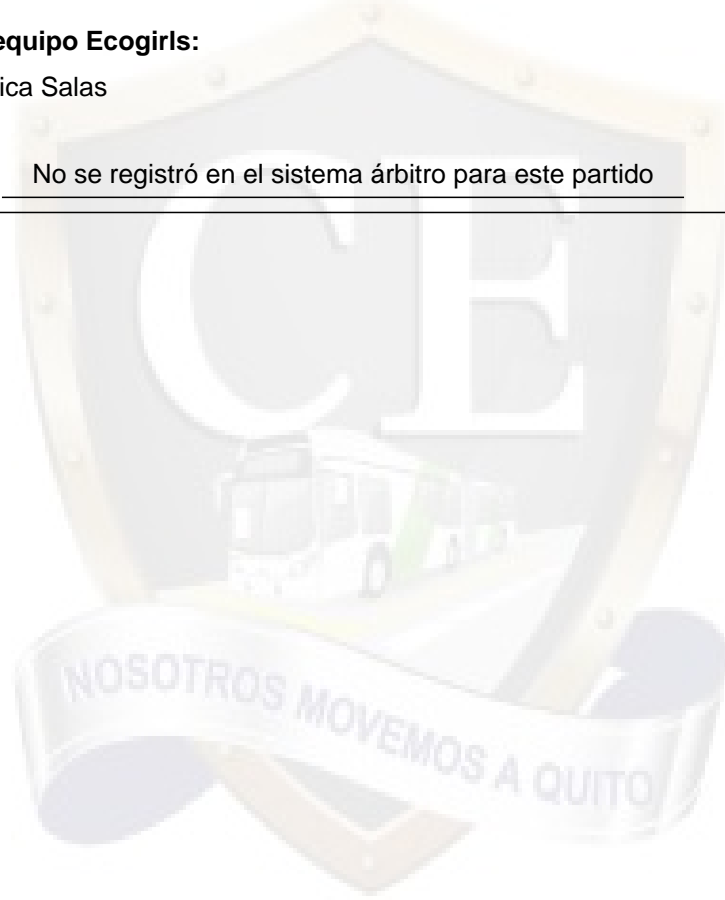 equipo Ecogirls:
ica Salas
No se registró en el sistema árbitro para este partido
CE
NOSOTROS MOVEMOS A QUITO